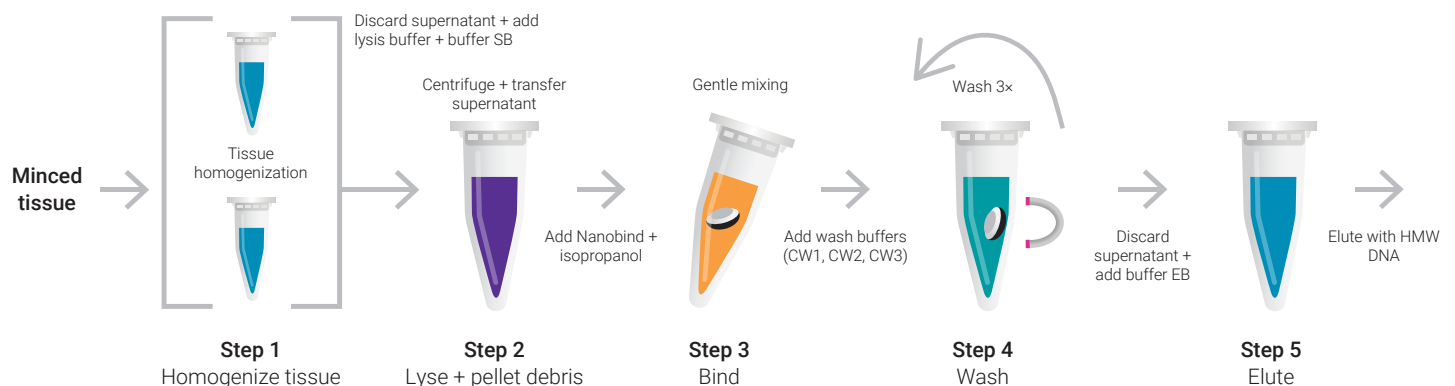 Minced
tissue
Tissue
homogenization
Step 1
Homogenize tissue
Discard supernatant + add
lysis buffer + buffer SB
Centrifuge + transfer
supernatant
Step 2
Lyse + pellet debris
Add Nanobind +
isopropanol
Gentle mixing
Step 3
Bind
Add wash buffers
(CW1, CW2, CW3)
Wash 3×
Step 4
Wash
Discard
supernatant +
add buffer EB
Step 5
Elute
Elute with HMW
DNA